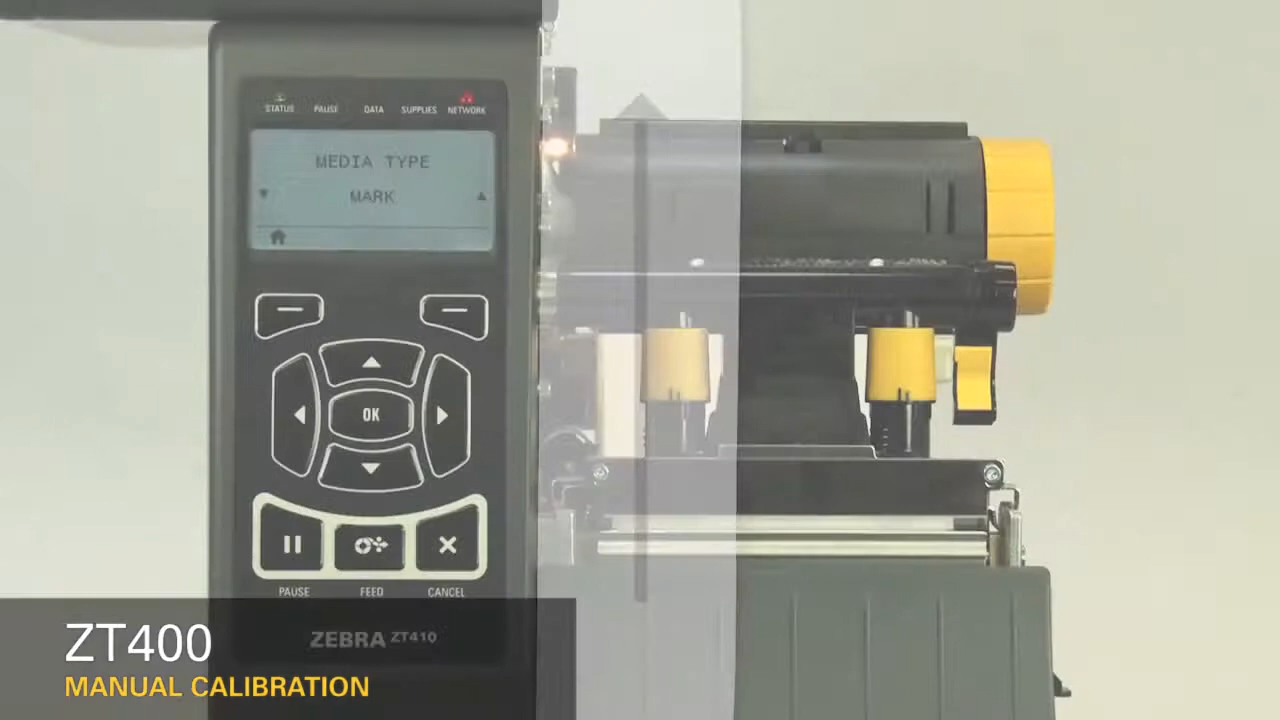 STATUS PAUSE DATA SUPPLIES NETWORK
MEDIA TYPE
MARK
OK
PAUSE FEED CANCEL
ZEBRA ZT410
ZT400
MANUAL CALIBRATION